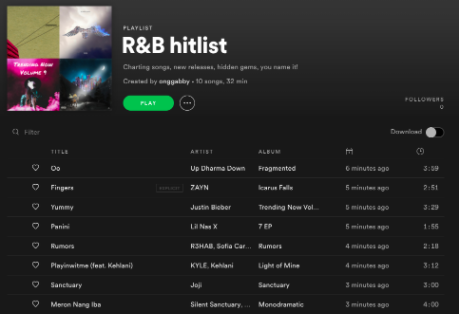 TRENDING NOW
VOLUME 9
PLAYLIST
R&B hitlist
Charting songs, new releases, hidden gems, you name it!
Created by onggabby • 10 songs, 32 min
PLAY
FOLLOWERS
0
Filter
Download
TITLE ARTIST ALBUM
Oo Up Dharma Down Fragmented 6 minutes ago 3:59
Fingers EXPLICIT ZAYN Icarus Falls 5 minutes ago 2:51
Yummy Justin Bieber Trending Now Vol... 5 minutes ago 3:29
Panini Lil Nas X 7 EP 5 minutes ago 1:55
Rumors R3HAB, Sofia Car... Rumors 4 minutes ago 2:18
Playinwitme (feat. Kehlani) KYLE, Kehlani Light of Mine 4 minutes ago 3:12
Sanctuary Joji Sanctuary 3 minutes ago 3:00
Meron Nang Iba Silent Sanctuary, ... Monodramatic 3 minutes ago 4:00